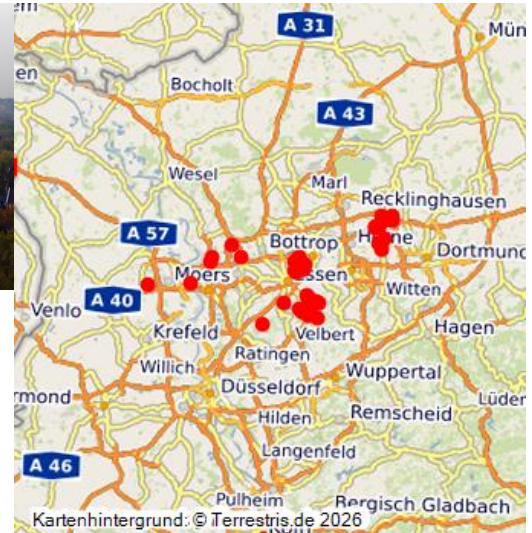 A 31
Mün
Bocholt
A 43
Wesel
Marl
Recklinghausen
A 57
Bottrop
Dortmund
Moers
A 40
Witten
Venlo
Krefeld
Velbert
Hagen
Ratingen
Willich
Wuppertal
Düsseldorf
Lüden
Hilden
Remscheid
Langenfeld
A 46
Pulheim
Bergisch Gladbach
Kartenhintergrund: © Terrestris.de 2026